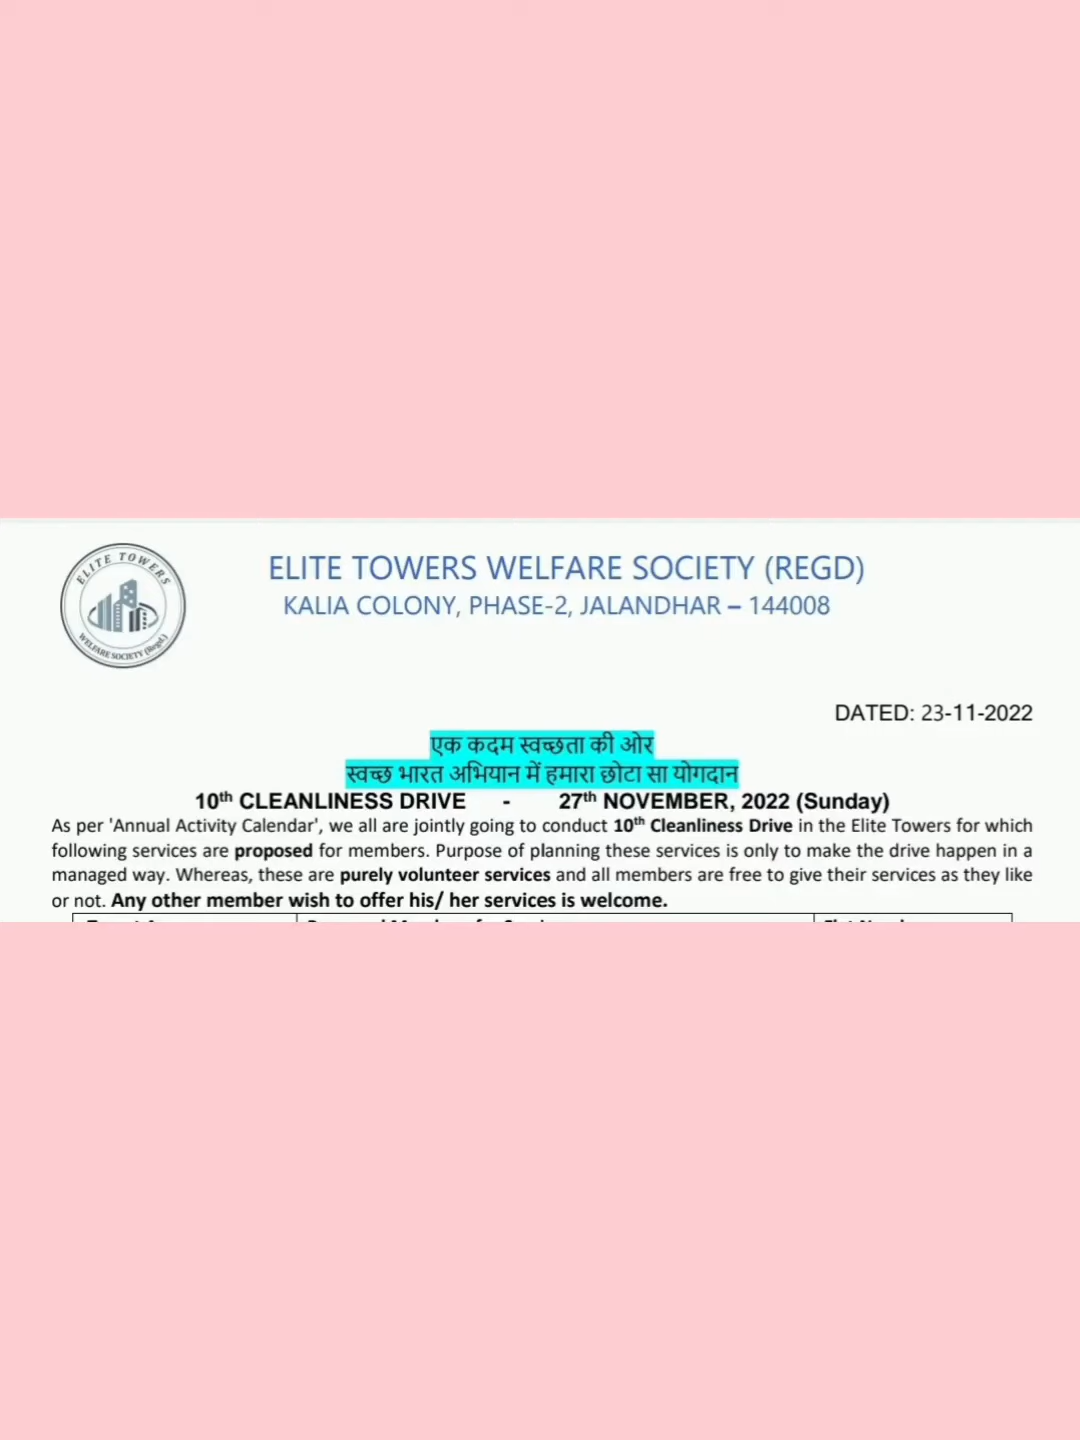 ELITE TOWERS
WELFARE SOCIETY (Regd.)
ELITE TOWERS WELFARE SOCIETY (REGD)
KALIA COLONY, PHASE-2, JALANDHAR – 144008
DATED: 23-11-2022
एक कदम स्वच्छता की ओर
स्वच्छ भारत अभियान में हमारा छोटा सा योगदान
10th CLEANLINESS DRIVE - 27th NOVEMBER, 2022 (Sunday)
As per 'Annual Activity Calendar', we all are jointly going to conduct 10th Cleanliness Drive in the Elite Towers for which
following services are proposed for members. Purpose of planning these services is only to make the drive happen in a
managed way. Whereas, these are purely volunteer services and all members are free to give their services as they like
or not. Any other member wish to offer his/ her services is welcome.